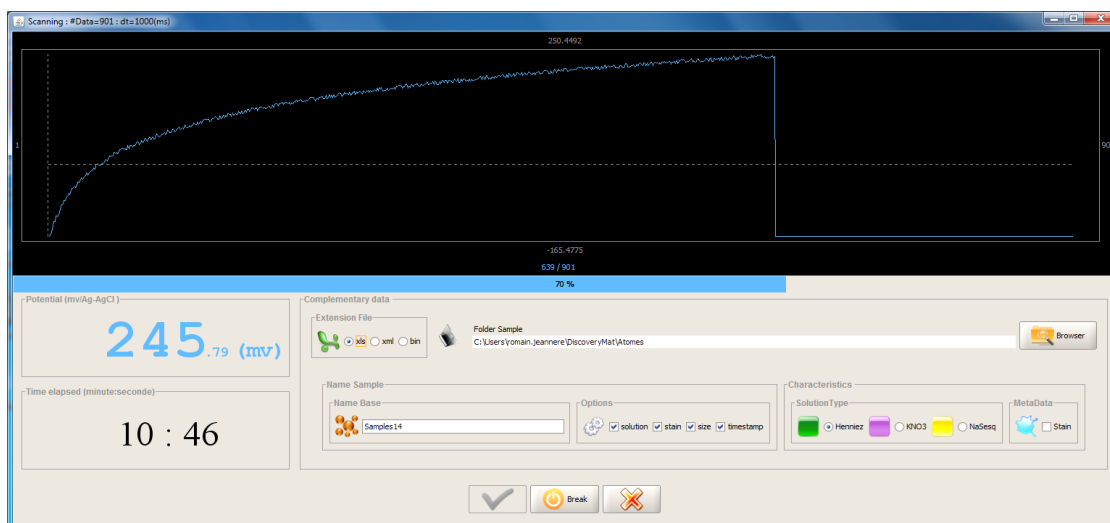 Scanning : #Data=901 : dt=1000(ms)
250.4492
1
90
-165.4775
639 / 901
70 %
Potential (mv/Ag-AgCl )
245.79 (mv)
Time elapsed (minute:seconde)
10 : 46
Complementary data
Extension File
xls xml bin
Folder Sample
C:\Users\romain.jeannere\DiscoveryMat\Atomes
Browser
Name Sample
Name Base
Samples14
Options
solution stain size timestamp
Characteristics
SolutionType
Henniez KNO3 NaSesq
MetaData
Stain
Break